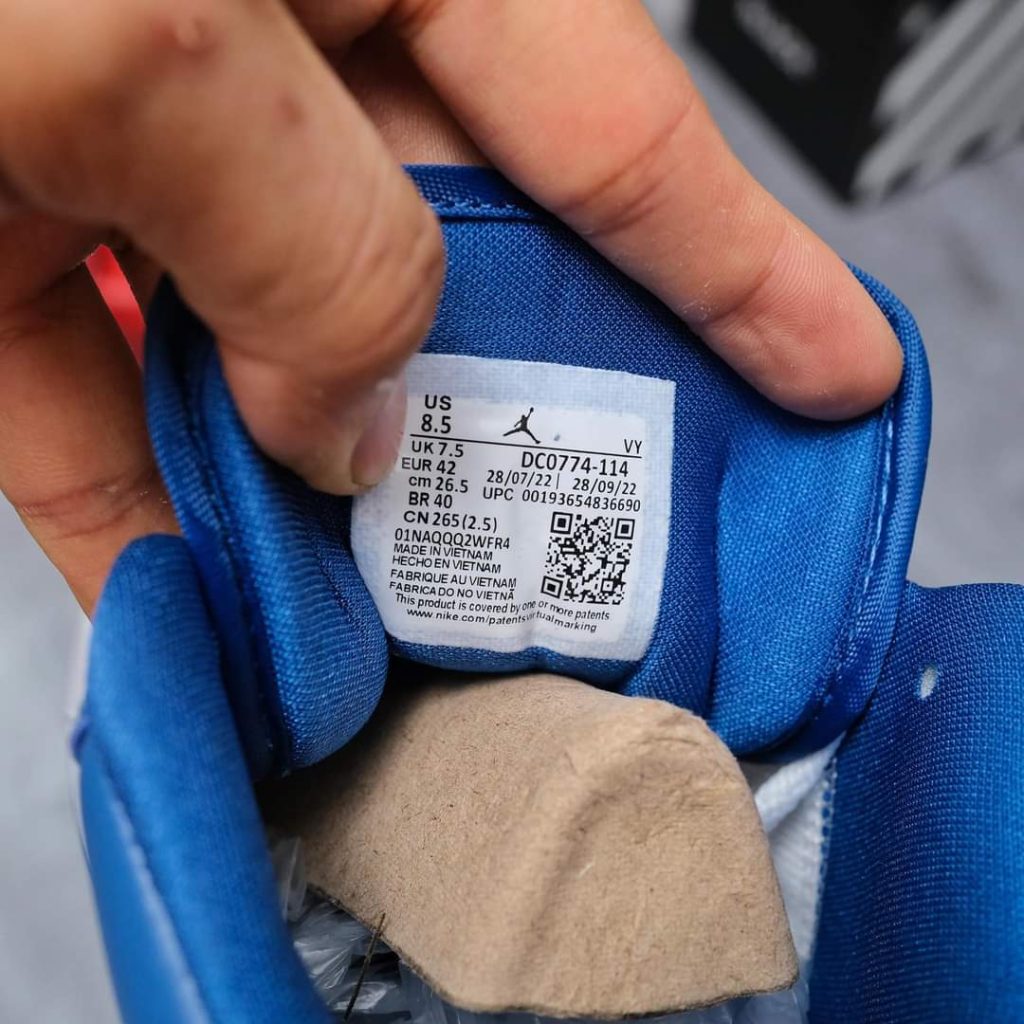 US
8.5
VY
UK 7.5
DC0774-114
EUR 42
28/07/22 | 28/09/22
cm 26.5
UPC 00193654836690
BR 40
CN 265(2.5)
01NAQQQ2WFR4
MADE IN VIETNAM
HECHO EN VIETNAM
FABRIQUE AU VIETNAM
FABRICADO NO VIETNÃ
This product is covered by one or more patents
www.nike.com/patentsvirtualmarking